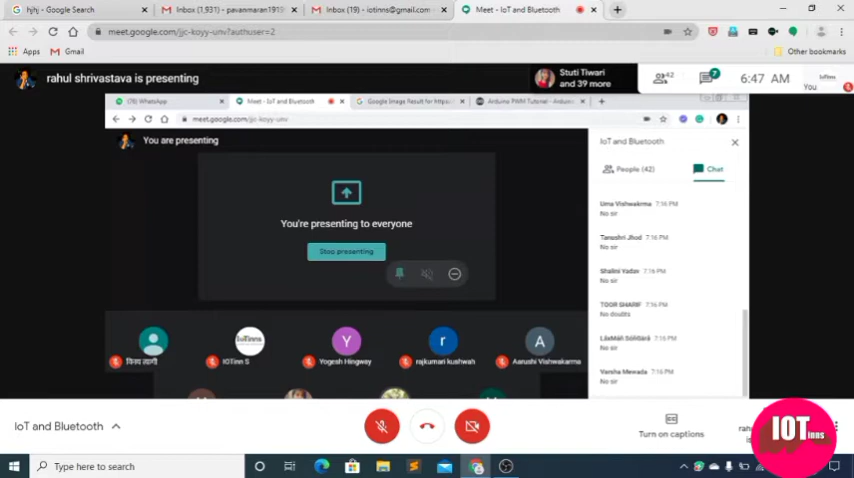 hjhj - Google Search
Inbox (1,931) - pavanmaran1919
Inbox (19) - iotinns@gmail.com
Meet - IoT and Bluetooth
meet.google.com/jjc-koyy-unv?authuser=2
Apps
Gmail
Other bookmarks
rahul shrivastava is presenting
Stuti Tiwari
and 39 more
42
7
6:47 AM
You
(76) WhatsApp
Meet - IoT and Bluetooth
Google Image Result for https
Arduino PWM Tutorial - Arduin
meet.google.com/jjc-koyy-unv
You are presenting
IoT and Bluetooth
People (42)
Chat
You're presenting to everyone
Stop presenting
Uma Vishwakrma 7:16 PM
No sir
Tanushri Jhod 7:16 PM
No sir
Shalini Yadav 7:16 PM
No sir
TOOR SHARIF 7:16 PM
No doubts
7:16 PM
No sir
Varsha Mewada 7:16 PM
No sir
IoTinns
Y
r
A
विनय त्यागी
IOTinn S
Yogesh Hingway
rajkumari kushwah
Aarushi Vishwakarma
IoT and Bluetooth
Turn on captions
IOT
inns
Type here to search